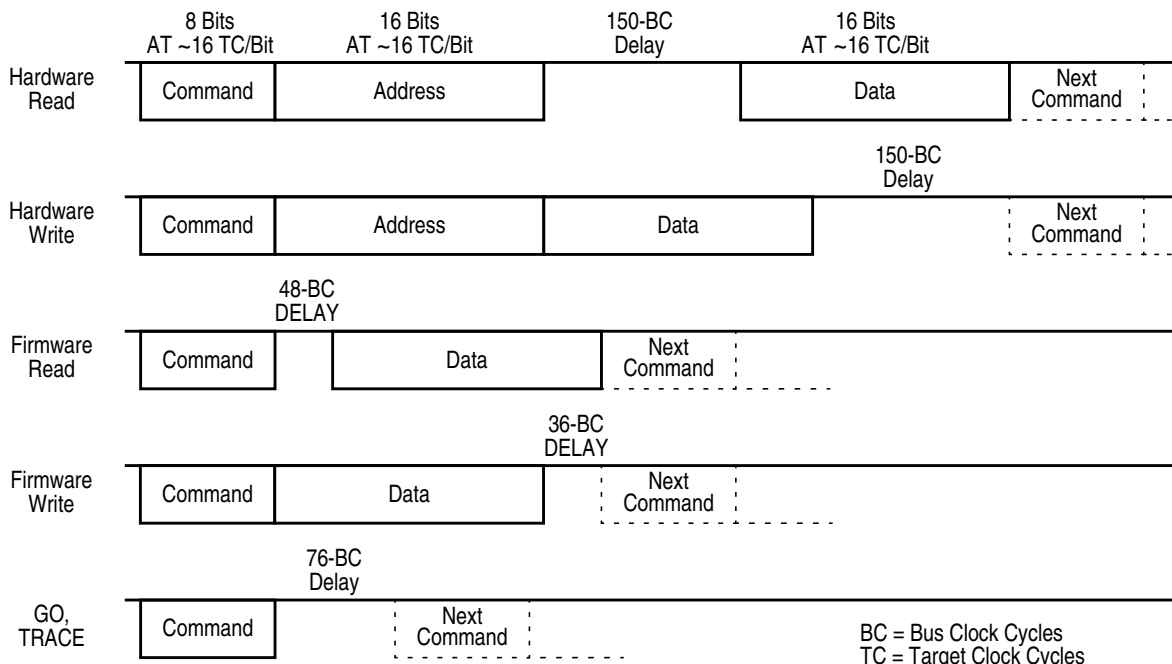 8 Bits
AT ~16 TC/Bit
16 Bits
AT ~16 TC/Bit
150-BC
Delay
16 Bits
AT ~16 TC/Bit
Hardware
Read
Command
Address
Data
Next
Command
150-BC
Delay
Hardware
Write
Command
Address
Data
Next
Command
48-BC
DELAY
Firmware
Read
Command
Data
Next
Command
36-BC
DELAY
Firmware
Write
Command
Data
Next
Command
76-BC
Delay
GO,
TRACE
Command
Next
Command
BC = Bus Clock Cycles
TC = Target Clock Cycles